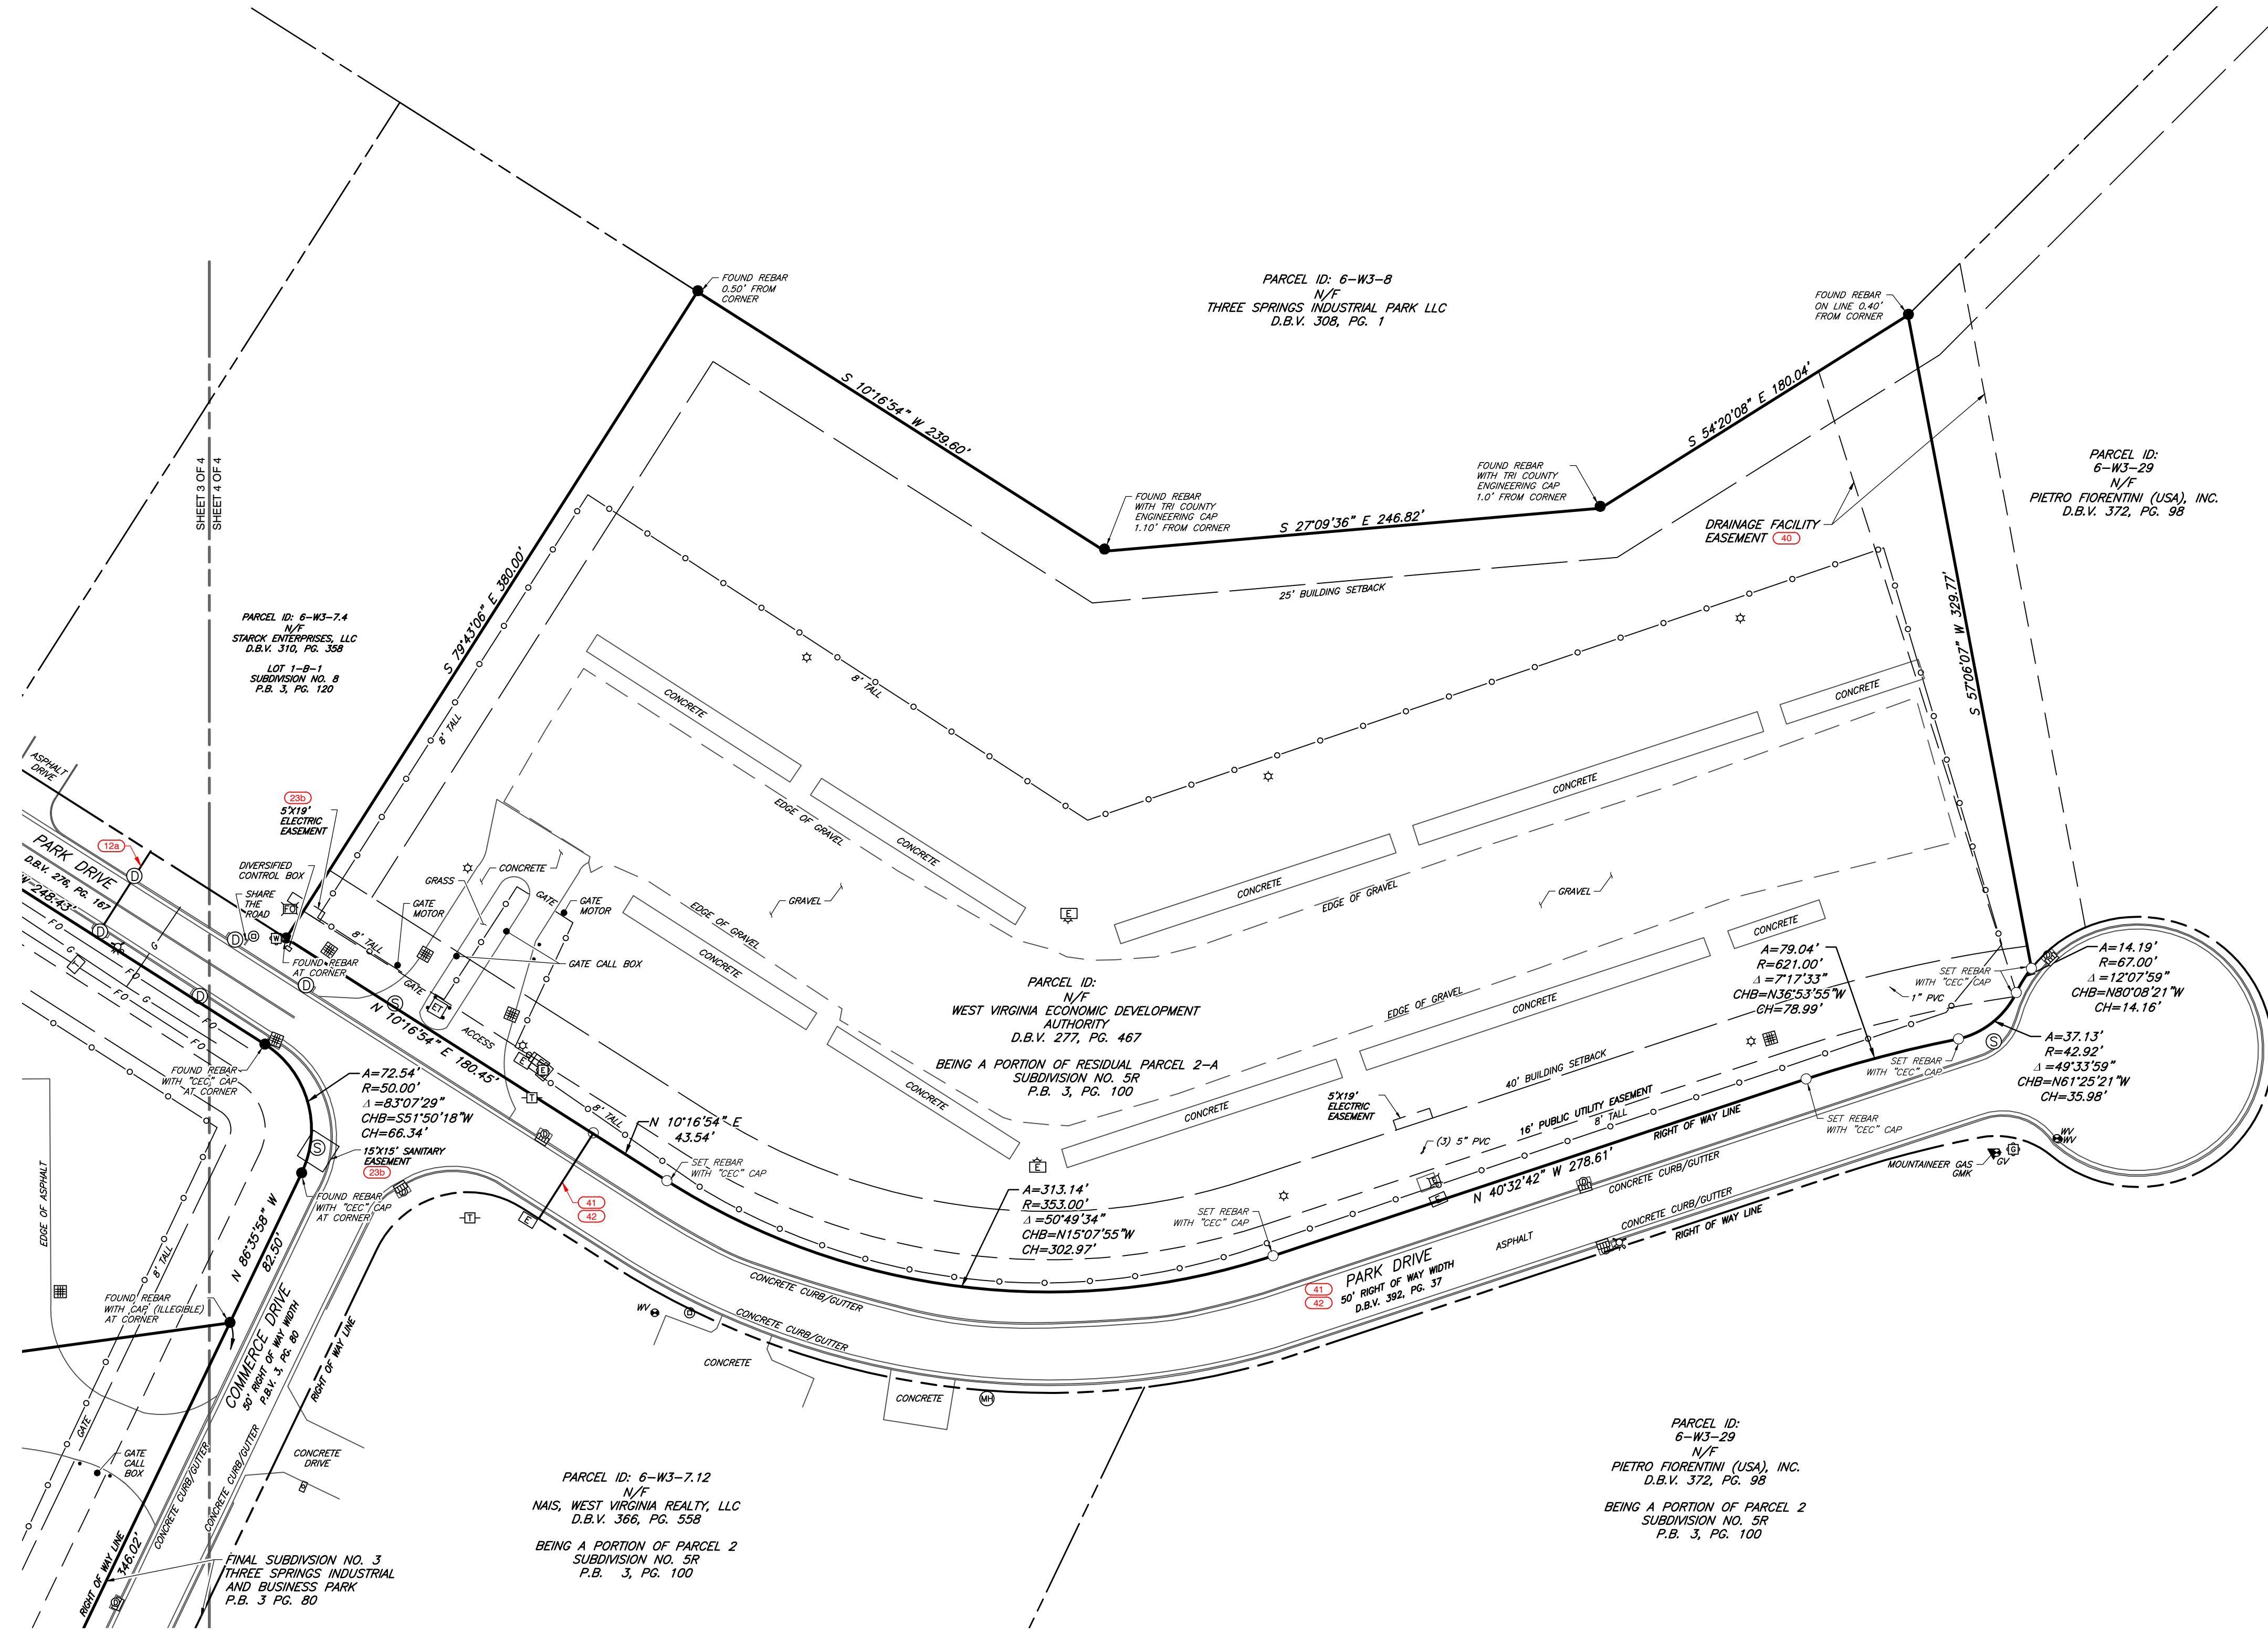 FOUND REBAR
0.50' FROM
CORNER
PARCEL ID: 6-W3-8
N/F
THREE SPRINGS INDUSTRIAL PARK LLC
D.B.V. 308, PG. 1
FOUND REBAR
ON LINE 0.40'
FROM CORNER
S 10°16'54" W 239.60'
S 54°20'08" E 180.04'
SHEET 3 OF 4
SHEET 4 OF 4
FOUND REBAR
WITH TRI COUNTY
ENGINEERING CAP
1.10' FROM CORNER
FOUND REBAR
WITH TRI COUNTY
ENGINEERING CAP
1.0' FROM CORNER
S 27°09'36" E 246.82'
DRAINAGE FACILITY
EASEMENT 40
PARCEL ID:
6-W3-29
N/F
PIETRO FIORENTINI (USA), INC.
D.B.V. 372, PG. 98
25' BUILDING SETBACK
S 79°43'06" E 380.00'
S 57°06'07" W 329.77'
PARCEL ID: 6-W3-7.4
N/F
STARCK ENTERPRISES, LLC
D.B.V. 310, PG. 358
LOT 1-B-1
SUBDIVISION NO. 8
P.B. 3, PG. 120
8' TALL
8' TALL
CONCRETE
CONCRETE
CONCRETE
EDGE OF GRAVEL
CONCRETE
CONCRETE
EDGE OF GRAVEL
GRAVEL
GRAVEL
ASPHALT
DRIVE
23b
5'X19'
ELECTRIC
EASEMENT
12a
PARK DRIVE
D.B.V. 276, PG. 167
W=248.43'
DIVERSIFIED
CONTROL BOX
SHARE
THE
ROAD
FO
W
D
D
D
D
D
FOUND REBAR
AT CORNER
8' TALL
GATE
MOTOR
GRASS
CONCRETE
GATE
GATE
MOTOR
GATE CALL BOX
GATE
ACCESS
ET
S
E
E
T
N 10°16'54" E 180.45'
EDGE OF GRAVEL
CONCRETE
CONCRETE
E
PARCEL ID:
N/F
WEST VIRGINIA ECONOMIC DEVELOPMENT
AUTHORITY
D.B.V. 277, PG. 467
BEING A PORTION OF RESIDUAL PARCEL 2-A
SUBDIVISION NO. 5R
P.B. 3, PG. 100
EDGE OF GRAVEL
CONCRETE
CONCRETE
CONCRETE
E
A=79.04'
R=621.00'
Δ=7°17'33"
CHB=N36°53'55"W
CH=78.99'
SET REBAR
WITH "CEC" CAP
1" PVC
A=14.19'
R=67.00'
Δ=12°07'59"
CHB=N80°08'21"W
CH=14.16'
A=37.13'
R=42.92'
Δ=49°33'59"
CHB=N61°25'21"W
CH=35.98'
S
SET REBAR
WITH "CEC" CAP
SET REBAR
WITH "CEC" CAP
40' BUILDING SETBACK
5'X19'
ELECTRIC
EASEMENT
16' PUBLIC UTILITY EASEMENT
8' TALL
RIGHT OF WAY LINE
(3) 5" PVC
E
N 40°32'42" W 278.61'
CONCRETE CURB/GUTTER
ASPHALT
CONCRETE CURB/GUTTER
RIGHT OF WAY LINE
MOUNTAINEER GAS
GMK
WV
WV
GV
G
FO
G
FO
G
FO
G
FO
FO
FOUND REBAR
WITH "CEC" CAP
AT CORNER
A=72.54'
R=50.00'
Δ=83°07'29"
CHB=S51°50'18"W
CH=66.34'
S
15'X15' SANITARY
EASEMENT
23b
FOUND REBAR
WITH "CEC" CAP
AT CORNER
8' TALL
N 10°16'54" E
43.54'
SET REBAR
WITH "CEC" CAP
41
42
T
E
A=313.14'
R=353.00'
Δ=50°49'34"
CHB=N15°07'55"W
CH=302.97'
SET REBAR
WITH "CEC" CAP
41
42
PARK DRIVE
50' RIGHT OF WAY WIDTH
D.B.V. 392, PG. 37
EDGE OF ASPHALT
8' TALL
N 86°35'58" W
82.50'
FOUND REBAR
WITH CAP (ILLEGIBLE)
AT CORNER
COMMERCE DRIVE
50' RIGHT OF WAY WIDTH
P.B.V. 3, PG. 80
RIGHT OF WAY LINE
CONCRETE CURB/GUTTER
CONCRETE CURB/GUTTER
WV
CONCRETE
CONCRETE
MH
GATE
GATE
CALL
BOX
CONCRETE CURB/GUTTER
CONCRETE CURB/GUTTER
CONCRETE
DRIVE
RIGHT OF WAY LINE
346.02'
FINAL SUBDIVSION NO. 3
THREE SPRINGS INDUSTRIAL
AND BUSINESS PARK
P.B. 3 PG. 80
PARCEL ID: 6-W3-7.12
N/F
NAIS, WEST VIRGINIA REALTY, LLC
D.B.V. 366, PG. 558
BEING A PORTION OF PARCEL 2
SUBDIVISION NO. 5R
P.B. 3, PG. 100
PARCEL ID:
6-W3-29
N/F
PIETRO FIORENTINI (USA), INC.
D.B.V. 372, PG. 98
BEING A PORTION OF PARCEL 2
SUBDIVISION NO. 5R
P.B. 3, PG. 100